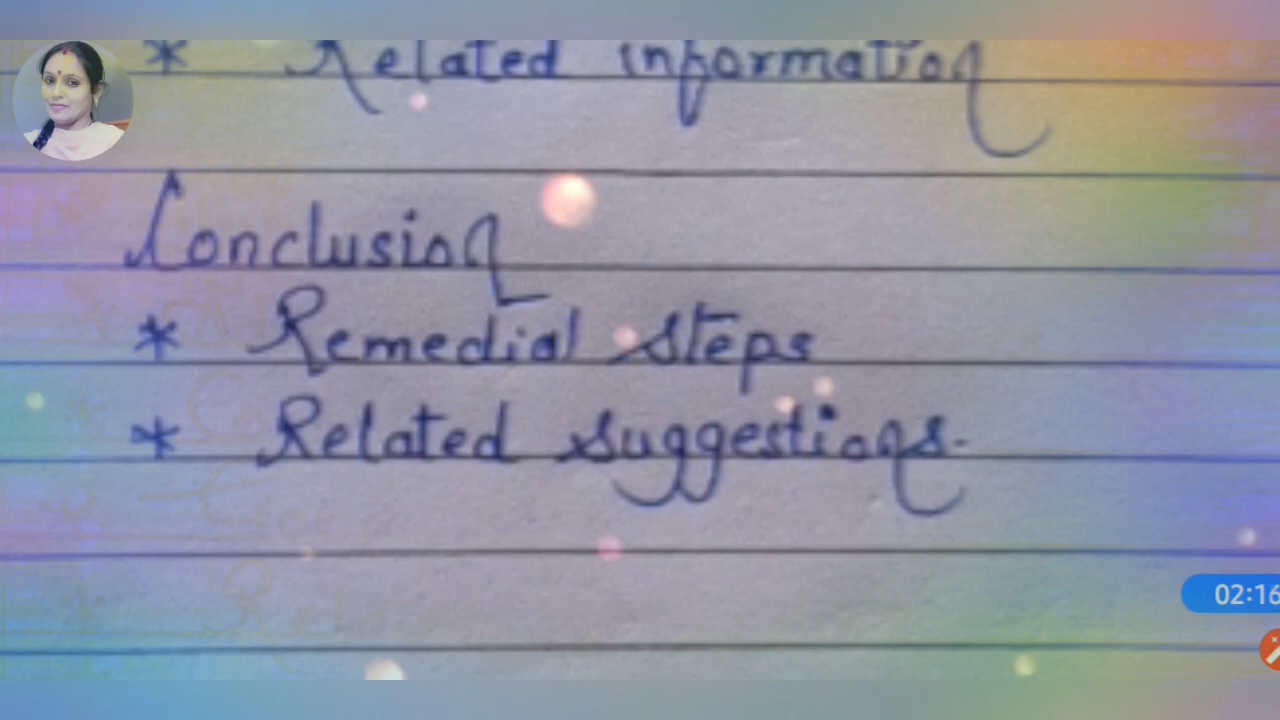 * Related information
Conclusion
* Remedial steps
* Related suggestions.
02:16